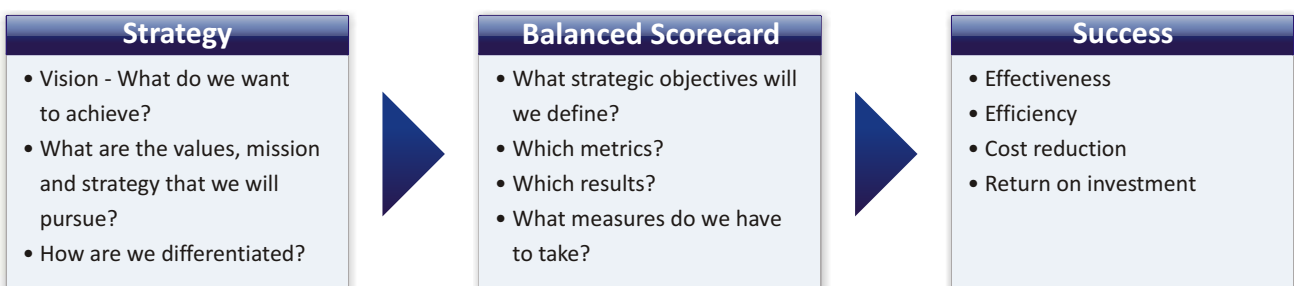 Strategy
• Vision - What do we want
to achieve?
• What are the values, mission
and strategy that we will
pursue?
• How are we differentiated?
Balanced Scorecard
• What strategic objectives will
we define?
• Which metrics?
• Which results?
• What measures do we have
to take?
Success
• Effectiveness
• Efficiency
• Cost reduction
• Return on investment